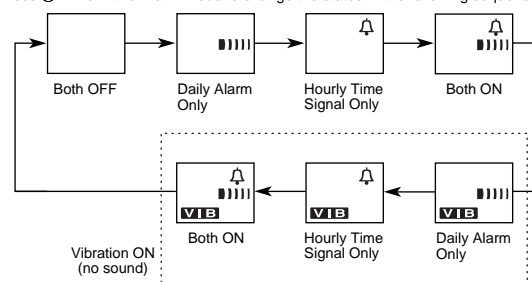 Both OFF
Daily Alarm
Only
Hourly Time
Signal Only
Both ON
VIB
Both ON
VIB
Hourly Time
Signal Only
VIB
Daily Alarm
Only
Vibration ON
(no sound)